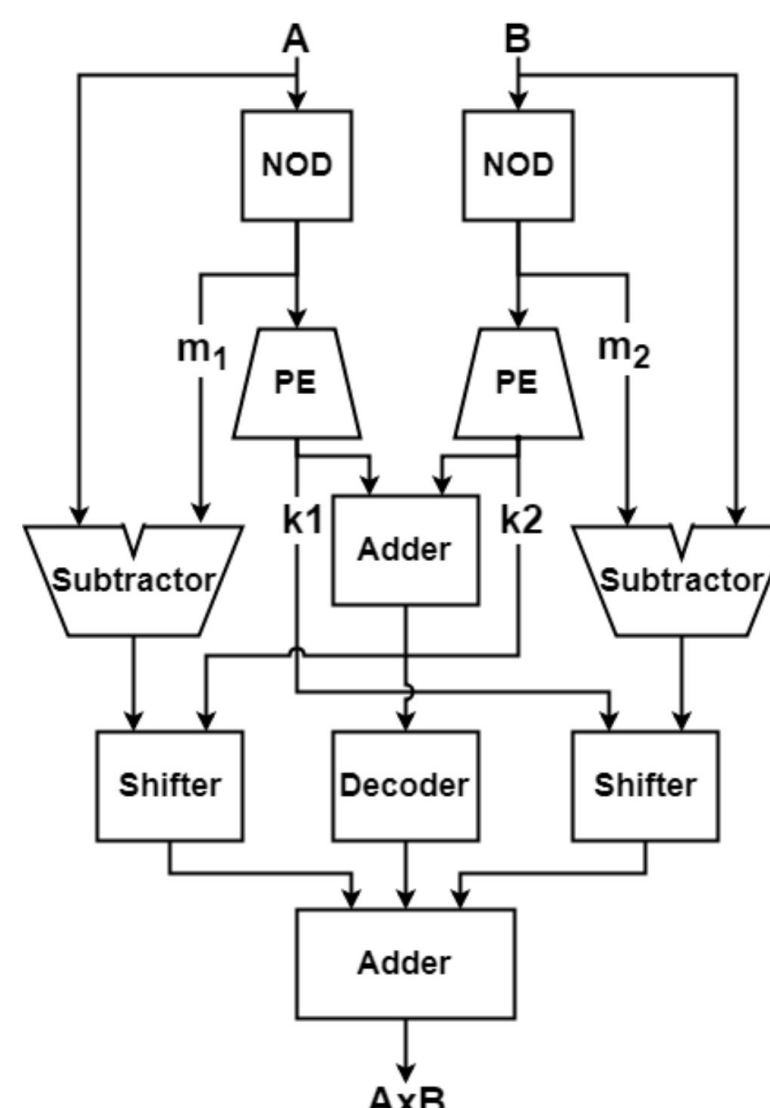 A B
NOD NOD
m1 m2
PE PE
k1 k2
Adder
Subtractor Subtractor
Shifter Decoder Shifter
Adder
AxB